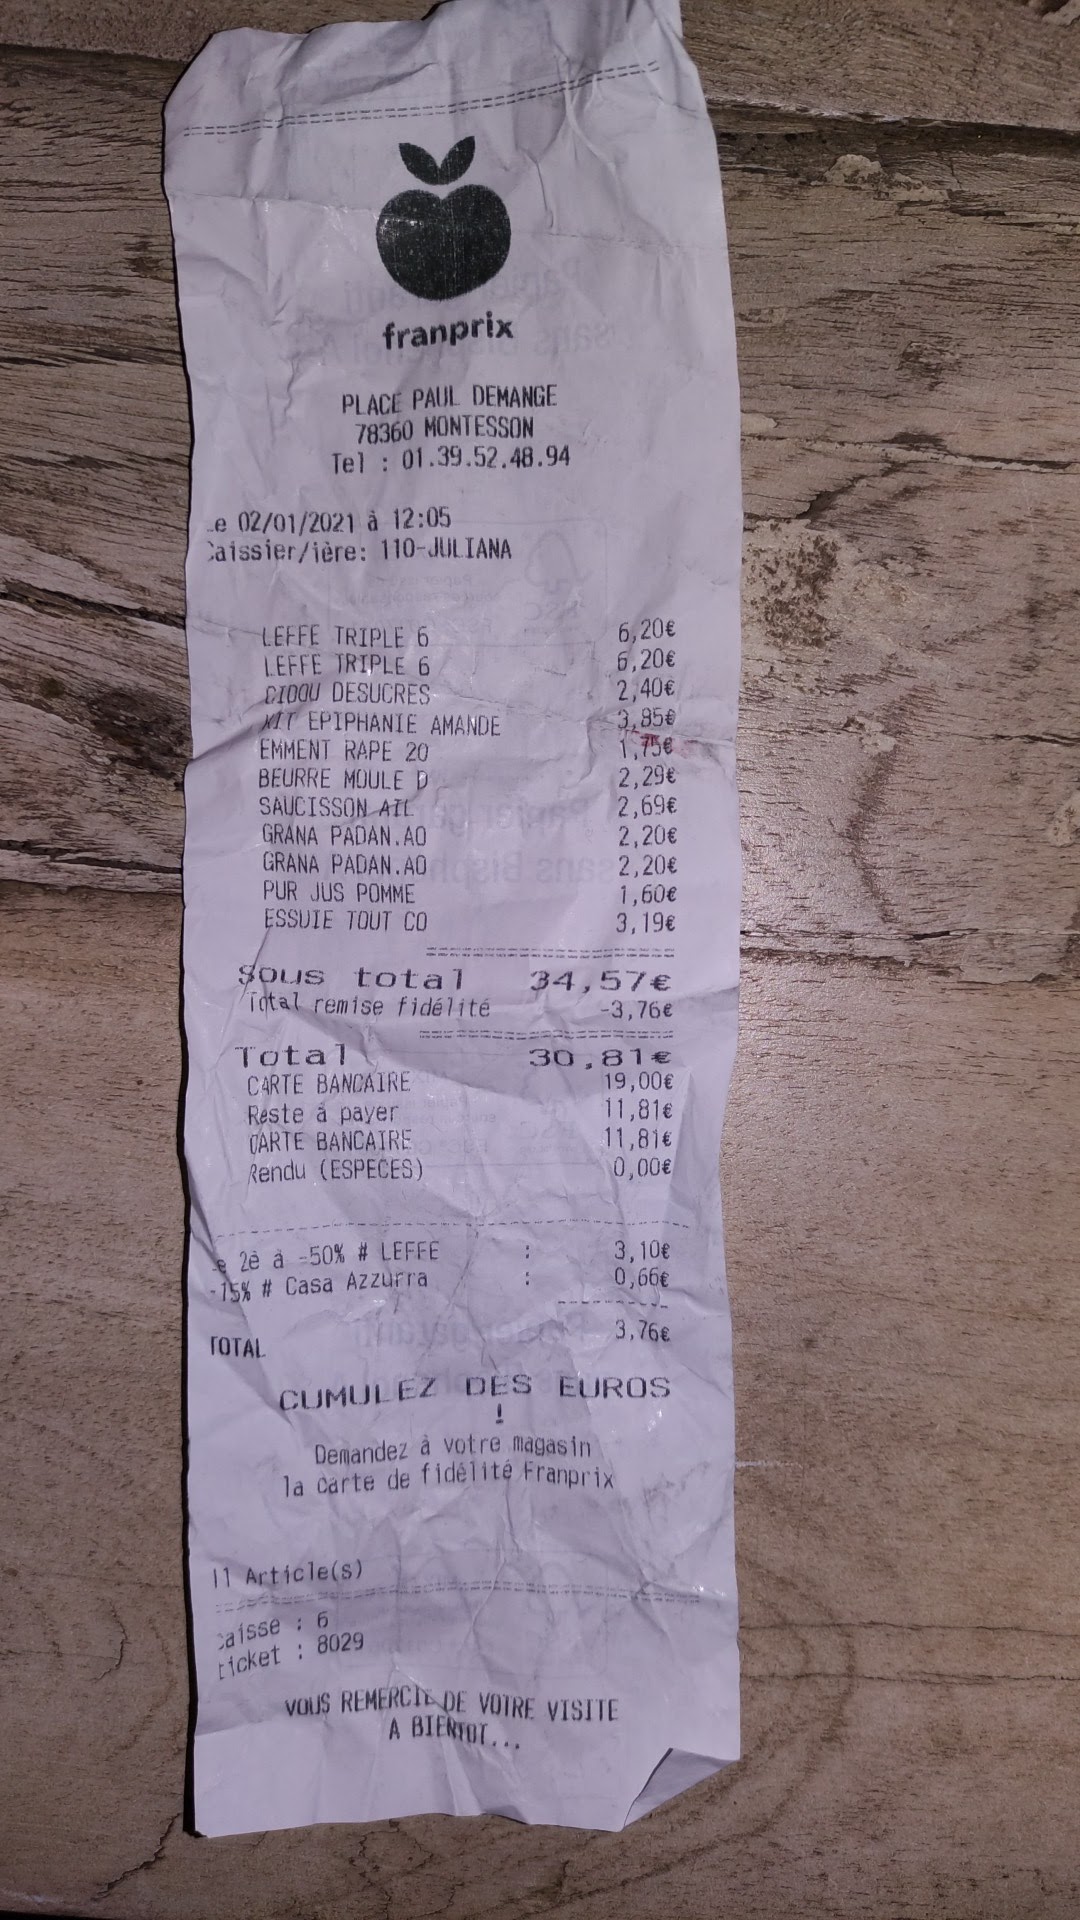 franprix
PLACE PAUL DEMANGE
78360 MONTESSON
Tel : 01.39.52.48.94
Le 02/01/2021 à 12:05
Caissier/ière: 110-JULIANA
LEFFE TRIPLE 6 6,20€
LEFFE TRIPLE 6 6,20€
CIDOU DESUCRES 2,40€
KIT EPIPHANIE AMANDE 3,85€
EMMENT RAPE 20 1,75€
BEURRE MOULE D 2,29€
SAUCISSON AIL 2,69€
GRANA PADAN.AO 2,20€
GRANA PADAN.AO 2,20€
PUR JUS POMME 1,60€
ESSUIE TOUT CO 3,19€
Sous total 34,57€
Total remise fidélité -3,76€
Total 30,81€
CARTE BANCAIRE 19,00€
Reste à payer 11,81€
CARTE BANCAIRE 11,81€
Rendu (ESPECES) 0,00€
Le 2è à -50% # LEFFE : 3,10€
-15% # Casa Azzurra : 0,66€
TOTAL 3,76€
CUMULEZ DES EUROS
!
Demandez à votre magasin
la carte de fidélité Franprix
11 Article(s)
caisse : 6
ticket : 8029
VOUS REMERCIE DE VOTRE VISITE
A BIENTOT...